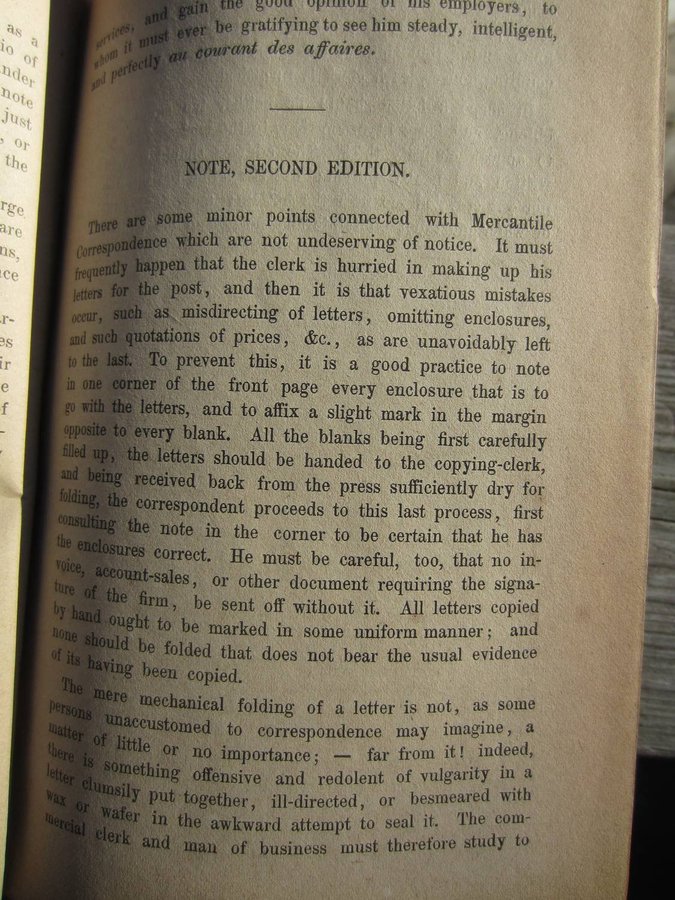 as a
io of
nder
note
just
, or
the
rge
are
ns,
nce
ar-
es
ir
e
f
-
services, and gain the good opinion of his employers, to
whom it must ever be gratifying to see him steady, intelligent,
and perfectly au courant des affaires.
NOTE, SECOND EDITION.
There are some minor points connected with Mercantile
Correspondence which are not undeserving of notice. It must
frequently happen that the clerk is hurried in making up his
letters for the post, and then it is that vexatious mistakes
occur, such as misdirecting of letters, omitting enclosures,
and such quotations of prices, &c., as are unavoidably left
to the last. To prevent this, it is a good practice to note
in one corner of the front page every enclosure that is to
go with the letters, and to affix a slight mark in the margin
opposite to every blank. All the blanks being first carefully
filled up, the letters should be handed to the copying-clerk,
and being received back from the press sufficiently dry for
folding, the correspondent proceeds to this last process, first
consulting the note in the corner to be certain that he has
the enclosures correct. He must be careful, too, that no in-
voice, account-sales, or other document requiring the signa-
ture of the firm, be sent off without it. All letters copied
by hand ought to be marked in some uniform manner; and
none should be folded that does not bear the usual evidence
of its having been copied.
The mere mechanical folding of a letter is not, as some
persons unaccustomed to correspondence may imagine, a
matter of little or no importance; — far from it! indeed,
there is something offensive and redolent of vulgarity in a
letter clumsily put together, ill-directed, or besmeared with
wax or wafer in the awkward attempt to seal it. The com-
mercial clerk and man of business must therefore study to